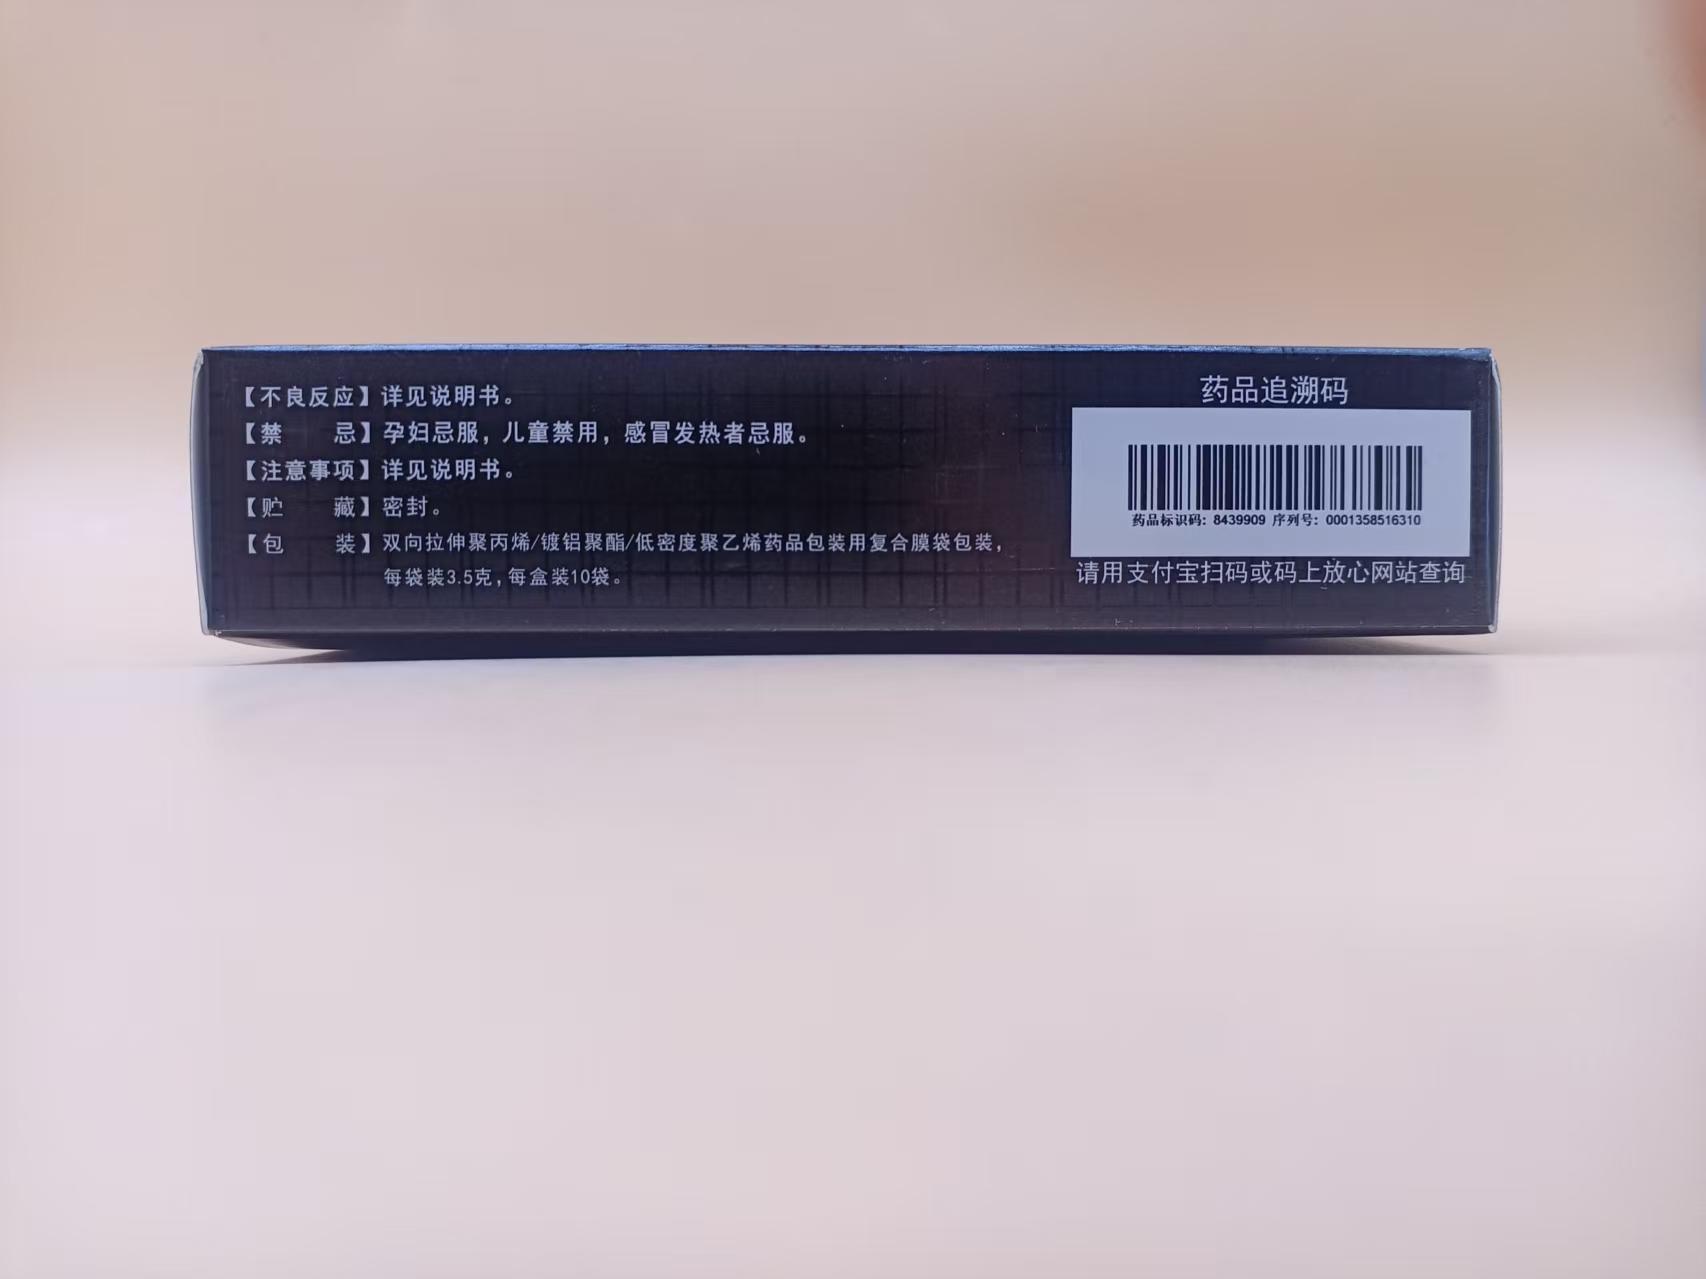 【不良反应】详见说明书。
【禁 忌】孕妇忌服，儿童禁用，感冒发热者忌服。
【注意事项】详见说明书。
【贮 藏】密封。
【包 装】双向拉伸聚丙烯/镀铝聚酯/低密度聚乙烯药品包装用复合膜袋包装，
每袋装3.5克，每盒装10袋。
药品追溯码
药品标识码：8439909 序列号：0001358516310
请用支付宝扫码或码上放心网站查询